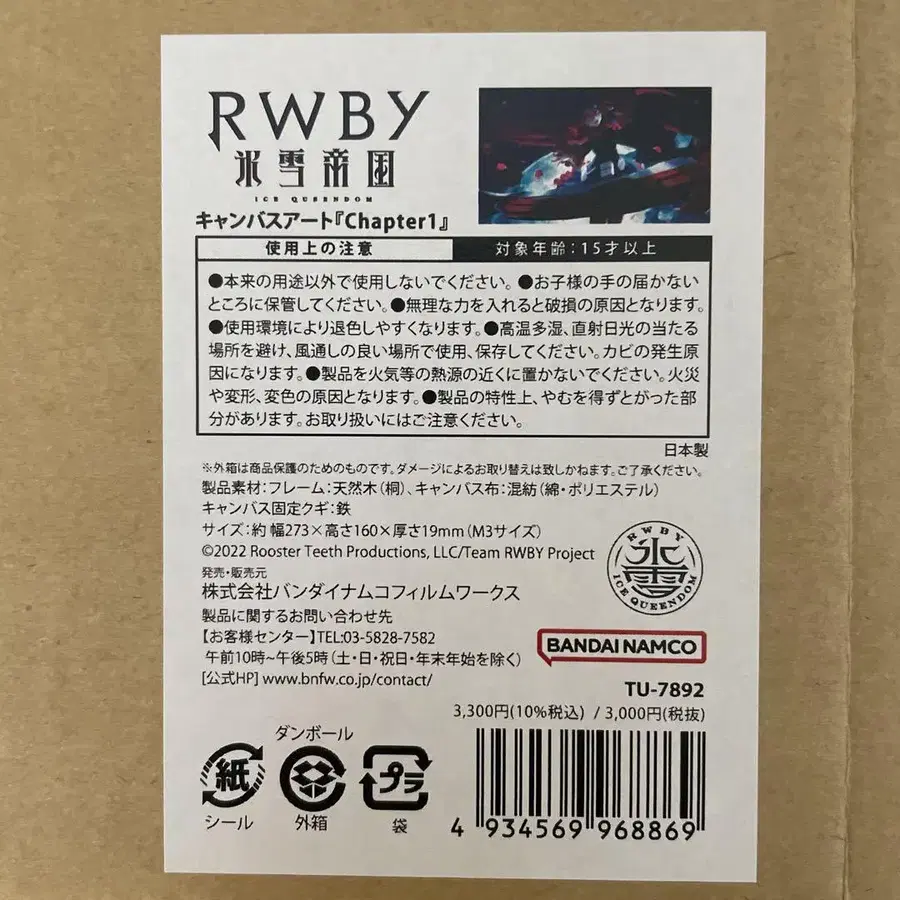 RWBY
氷雪帝国
ICE QUEENDOM
キャンバスアート『Chapter1』
使用上の注意
対象年齢：15才以上
●本来の用途以外で使用しないでください。●お子様の手の届かない
ところに保管してください。●無理な力を入れると破損の原因となります。
●使用環境により退色しやすくなります。●高温多湿、直射日光の当たる
場所を避け、風通しの良い場所で使用、保存してください。カビの発生原
因になります。●製品を火気等の熱源の近くに置かないでください。火災
や変形、変色の原因となります。●製品の特性上、やむを得ずとがった部
分があります。お取り扱いにはご注意ください。
日本製
※外箱は商品保護のためのものです。ダメージによるお取り替えは致しかねます。ご了承ください。
製品素材：フレーム：天然木（桐）、キャンバス布：混紡（綿・ポリエステル）
キャンバス固定クギ：鉄
サイズ：約 幅273×高さ160×厚さ19mm（M3サイズ）
©2022 Rooster Teeth Productions, LLC/Team RWBY Project
発売・販売元
株式会社バンダイナムコフィルムワークス
製品に関するお問い合わせ先
【お客様センター】TEL:03-5828-7582
午前10時~午後5時（土・日・祝日・年末年始を除く）
[公式HP] www.bnfw.co.jp/contact/
RWBY
氷雪
ICE QUEENDOM
BANDAI NAMCO
TU-7892
3,300円(10%税込) / 3,000円(税抜)
ダンボール
紙
プラ
シール
外箱
袋
4 934569 968869